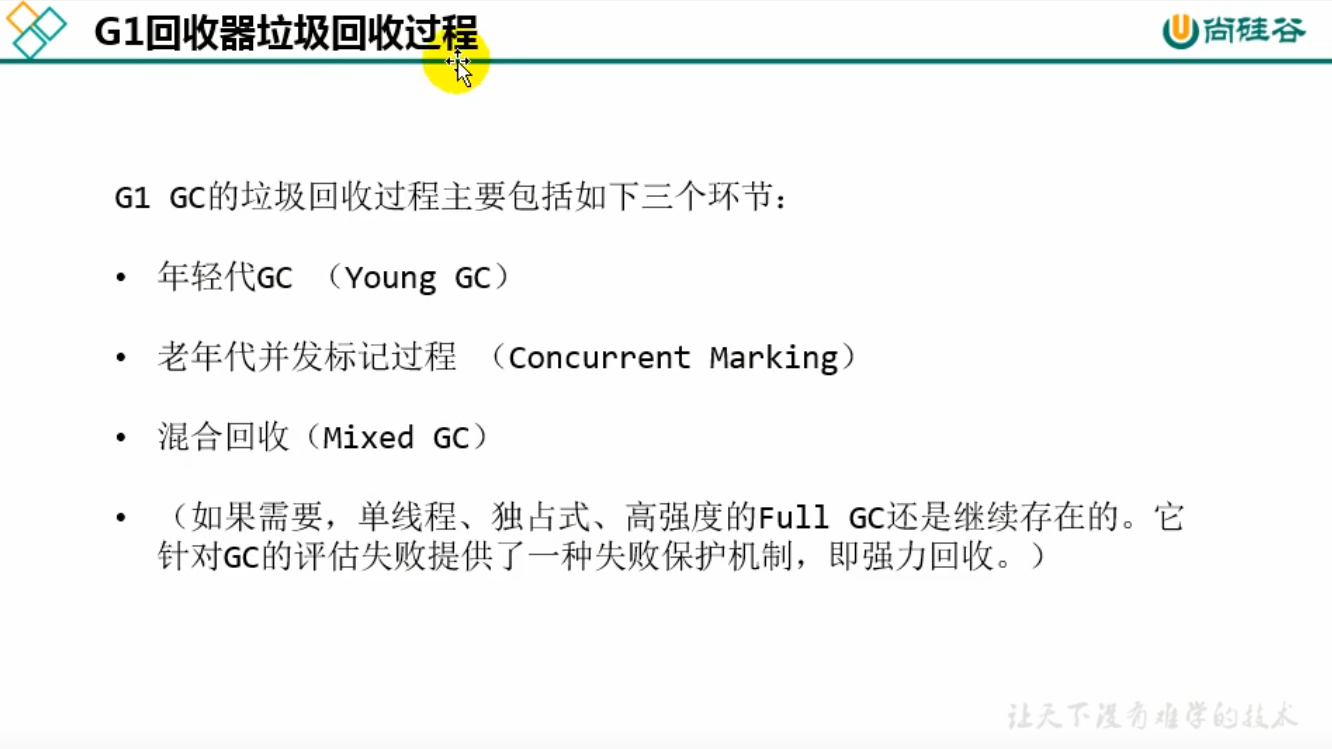 G1回收器垃圾回收过程
尚硅谷
G1 GC的垃圾回收过程主要包括如下三个环节：
• 年轻代GC （Young GC）
• 老年代并发标记过程 （Concurrent Marking）
• 混合回收（Mixed GC）
• （如果需要，单线程、独占式、高强度的Full GC还是继续存在的。它
针对GC的评估失败提供了一种失败保护机制，即强力回收。）
让天下没有难学的技术